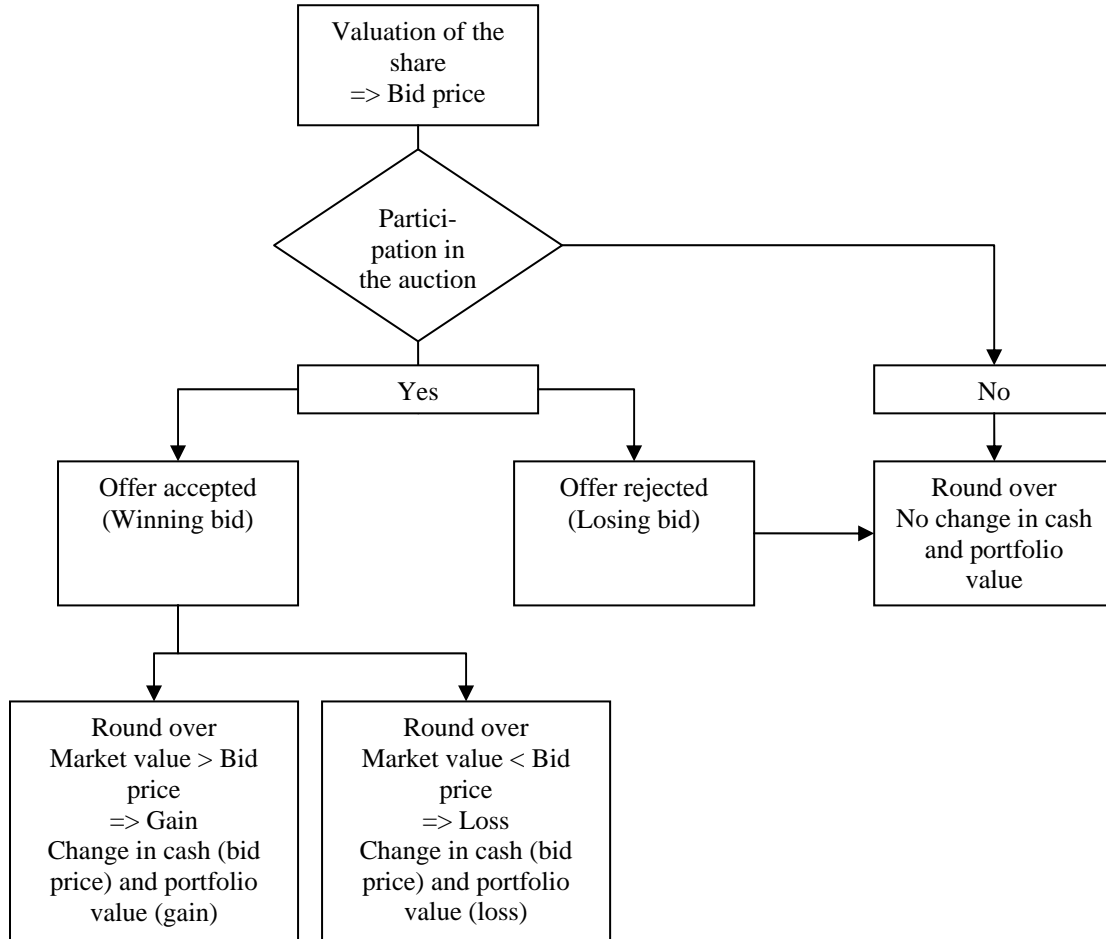 Valuation of the
share
=> Bid price
Partici-
pation in
the auction
Yes
No
Offer accepted
(Winning bid)
Offer rejected
(Losing bid)
Round over
No change in cash
and portfolio
value
Round over
Market value > Bid
price
=> Gain
Change in cash (bid
price) and portfolio
value (gain)
Round over
Market value < Bid
price
=> Loss
Change in cash (bid
price) and portfolio
value (loss)